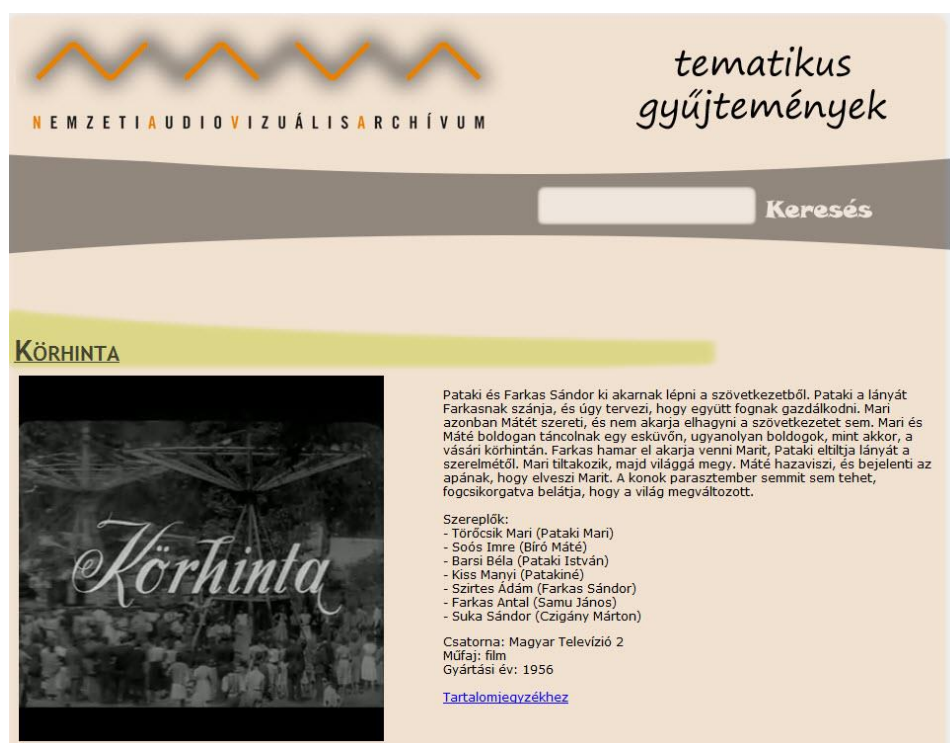 NEMZETI AUDIOVIZUÁLIS ARCHÍVUM
tematikus
gyűjtemények
Keresés
KÖRHINTA
Körhinta
Pataki és Farkas Sándor ki akarnak lépni a szövetkezetből. Pataki a lányát
Farkasnak szánja, és úgy tervezi, hogy együtt fognak gazdálkodni. Mari
azonban Mátét szereti, és nem akarja elhagyni a szövetkezetet sem. Mari és
Máté boldogan táncolnak egy esküvőn, ugyanolyan boldogok, mint akkor, a
vásári körhintán. Farkas hamar el akarja venni Marit, Pataki eltiltja lányát a
szerelmétől. Mari tiltakozik, majd világgá megy. Máté hazaviszi, és bejelenti az
apának, hogy elveszi Marit. A konok parasztember semmit sem tehet,
fogcsikorgatva belátja, hogy a világ megváltozott.
Szereplők:
- Törőcsik Mari (Pataki Mari)
- Soós Imre (Bíró Máté)
- Barsi Béla (Pataki István)
- Kiss Manyi (Patakiné)
- Szirtes Ádám (Farkas Sándor)
- Farkas Antal (Samu János)
- Suka Sándor (Czigány Márton)
Csatorna: Magyar Televízió 2
Műfaj: film
Gyártási év: 1956
Tartalomjegyzékhez